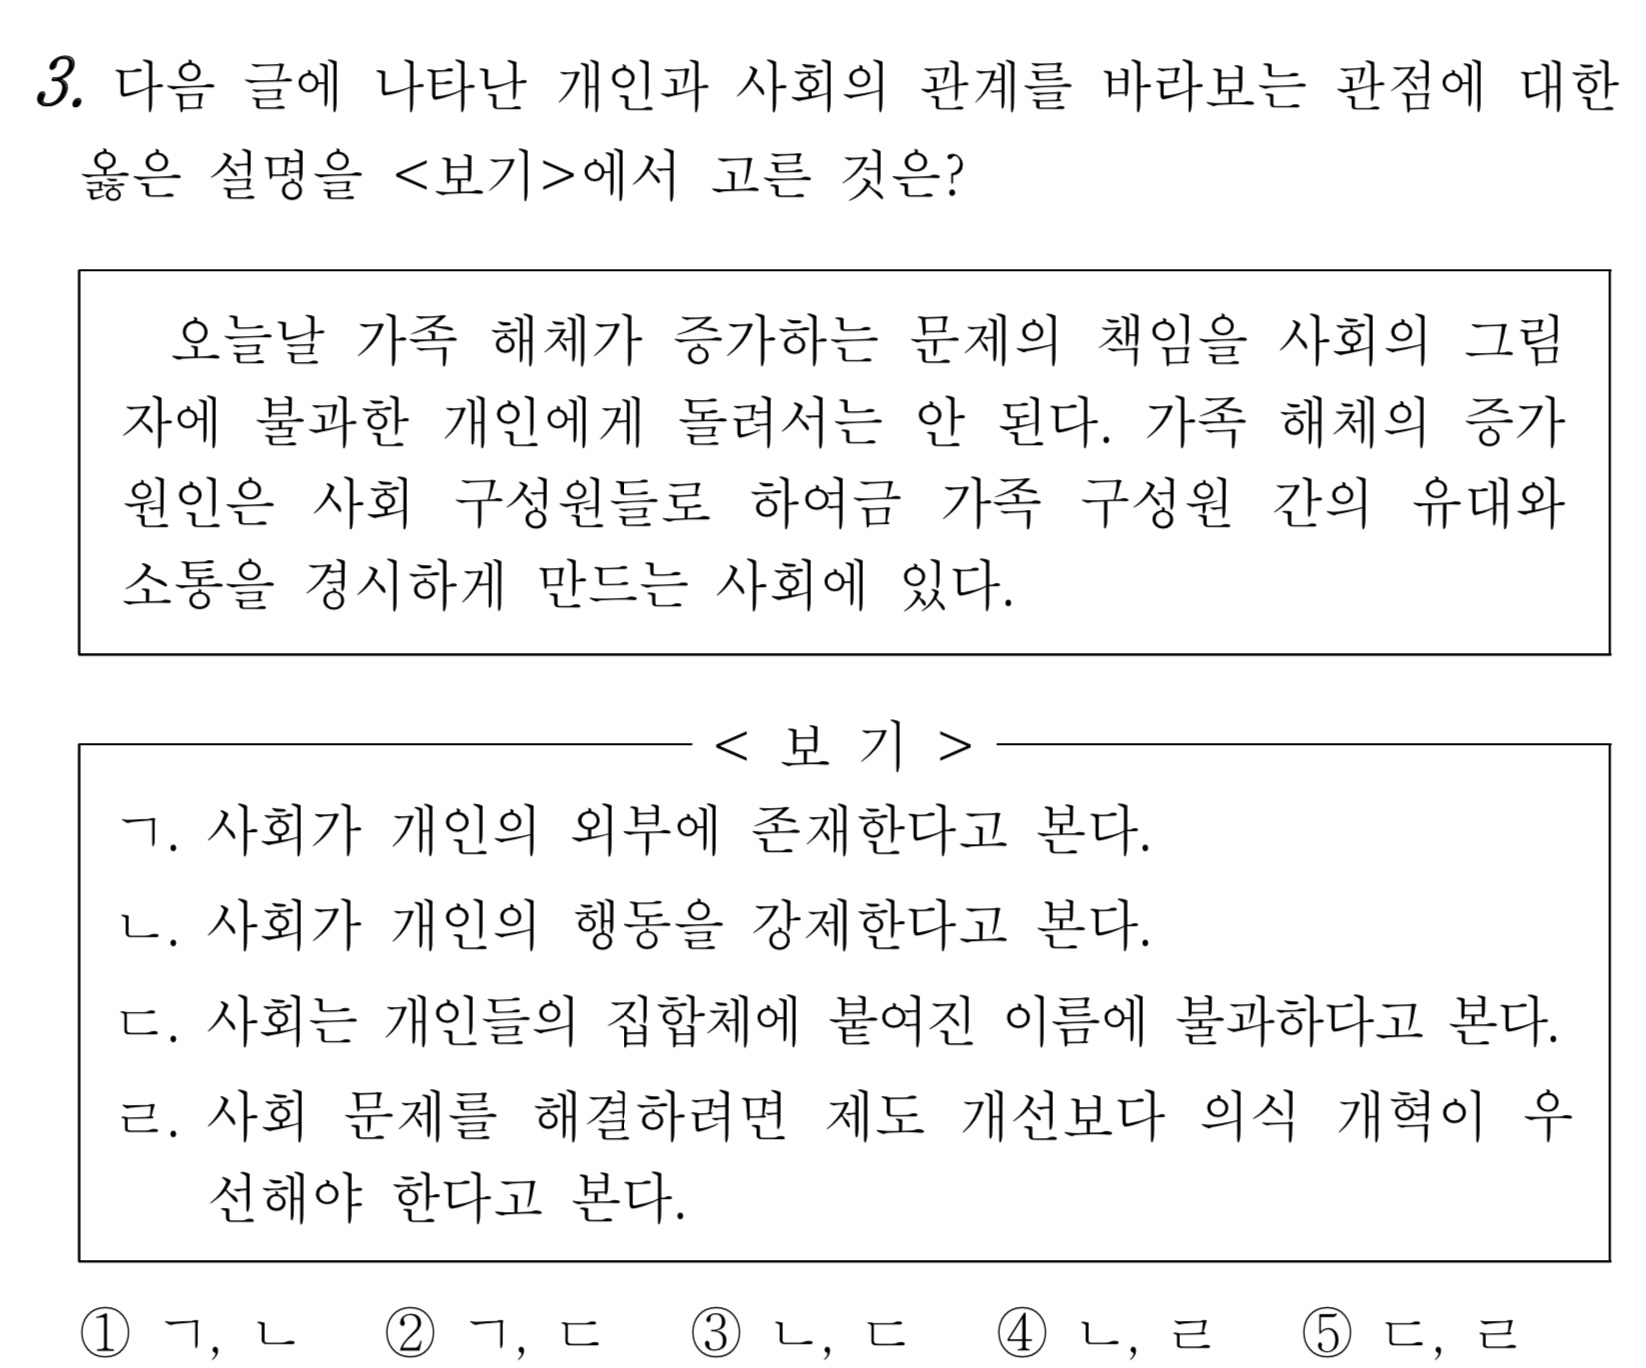 3. 다음 글에 나타난 개인과 사회의 관계를 바라보는 관점에 대한
옳은 설명을 <보기>에서 고른 것은?
오늘날 가족 해체가 증가하는 문제의 책임을 사회의 그림
자에 불과한 개인에게 돌려서는 안 된다. 가족 해체의 증가
원인은 사회 구성원들로 하여금 가족 구성원 간의 유대와
소통을 경시하게 만드는 사회에 있다.
< 보 기 >
ㄱ. 사회가 개인의 외부에 존재한다고 본다.
ㄴ. 사회가 개인의 행동을 강제한다고 본다.
ㄷ. 사회는 개인들의 집합체에 붙여진 이름에 불과하다고 본다.
ㄹ. 사회 문제를 해결하려면 제도 개선보다 의식 개혁이 우
선해야 한다고 본다.
① ㄱ, ㄴ ② ㄱ, ㄷ ③ ㄴ, ㄷ ④ ㄴ, ㄹ ⑤ ㄷ, ㄹ